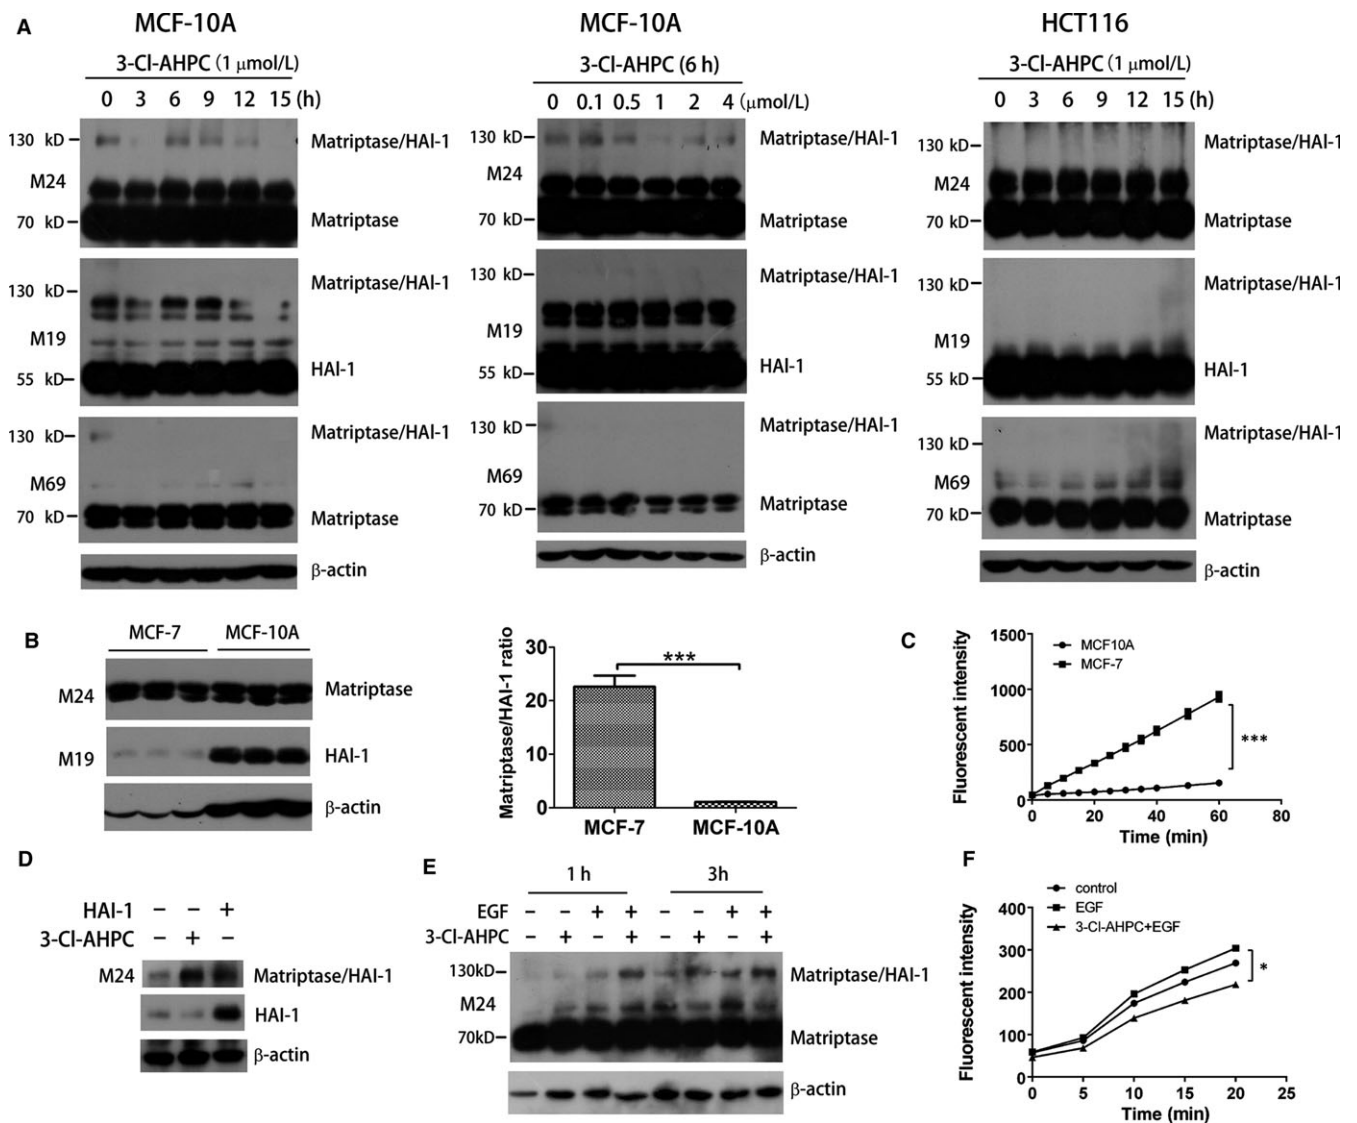 A
MCF-10A
3-Cl-AHPC (1 μmol/L)
0 3 6 9 12 15 (h)
130 kD
Matriptase/HAI-1
M24
70 kD
Matriptase
130 kD
Matriptase/HAI-1
M19
55 kD
HAI-1
130 kD
Matriptase/HAI-1
M69
70 kD
Matriptase
β-actin
MCF-10A
3-Cl-AHPC (6 h)
0 0.1 0.5 1 2 4 (μmol/L)
130 kD
Matriptase/HAI-1
M24
70 kD
Matriptase
130 kD
Matriptase/HAI-1
M19
55 kD
HAI-1
130 kD
Matriptase/HAI-1
M69
70 kD
Matriptase
β-actin
HCT116
3-Cl-AHPC (1 μmol/L)
0 3 6 9 12 15 (h)
130 kD
Matriptase/HAI-1
M24
70 kD
Matriptase
130 kD
Matriptase/HAI-1
M19
55 kD
HAI-1
130 kD
Matriptase/HAI-1
M69
70 kD
Matriptase
β-actin
B
MCF-7 MCF-10A
M24
Matriptase
M19
HAI-1
β-actin
Matriptase/HAI-1 ratio
30
20
10
0
***
MCF-7 MCF-10A
C
Fluorescent intensity
1500
1000
500
0
MCF10A
MCF-7
***
0 20 40 60 80
Time (min)
D
HAI-1 − − +
3-Cl-AHPC − + −
M24
Matriptase/HAI-1
HAI-1
β-actin
E
1 h 3h
EGF − − + + − − + +
3-Cl-AHPC − + − + − + − +
130kD
Matriptase/HAI-1
M24
70kD
Matriptase
β-actin
F
Fluorescent intensity
400
300
200
100
0
control
EGF
3-Cl-AHPC+EGF
*
0 5 10 15 20 25
Time (min)